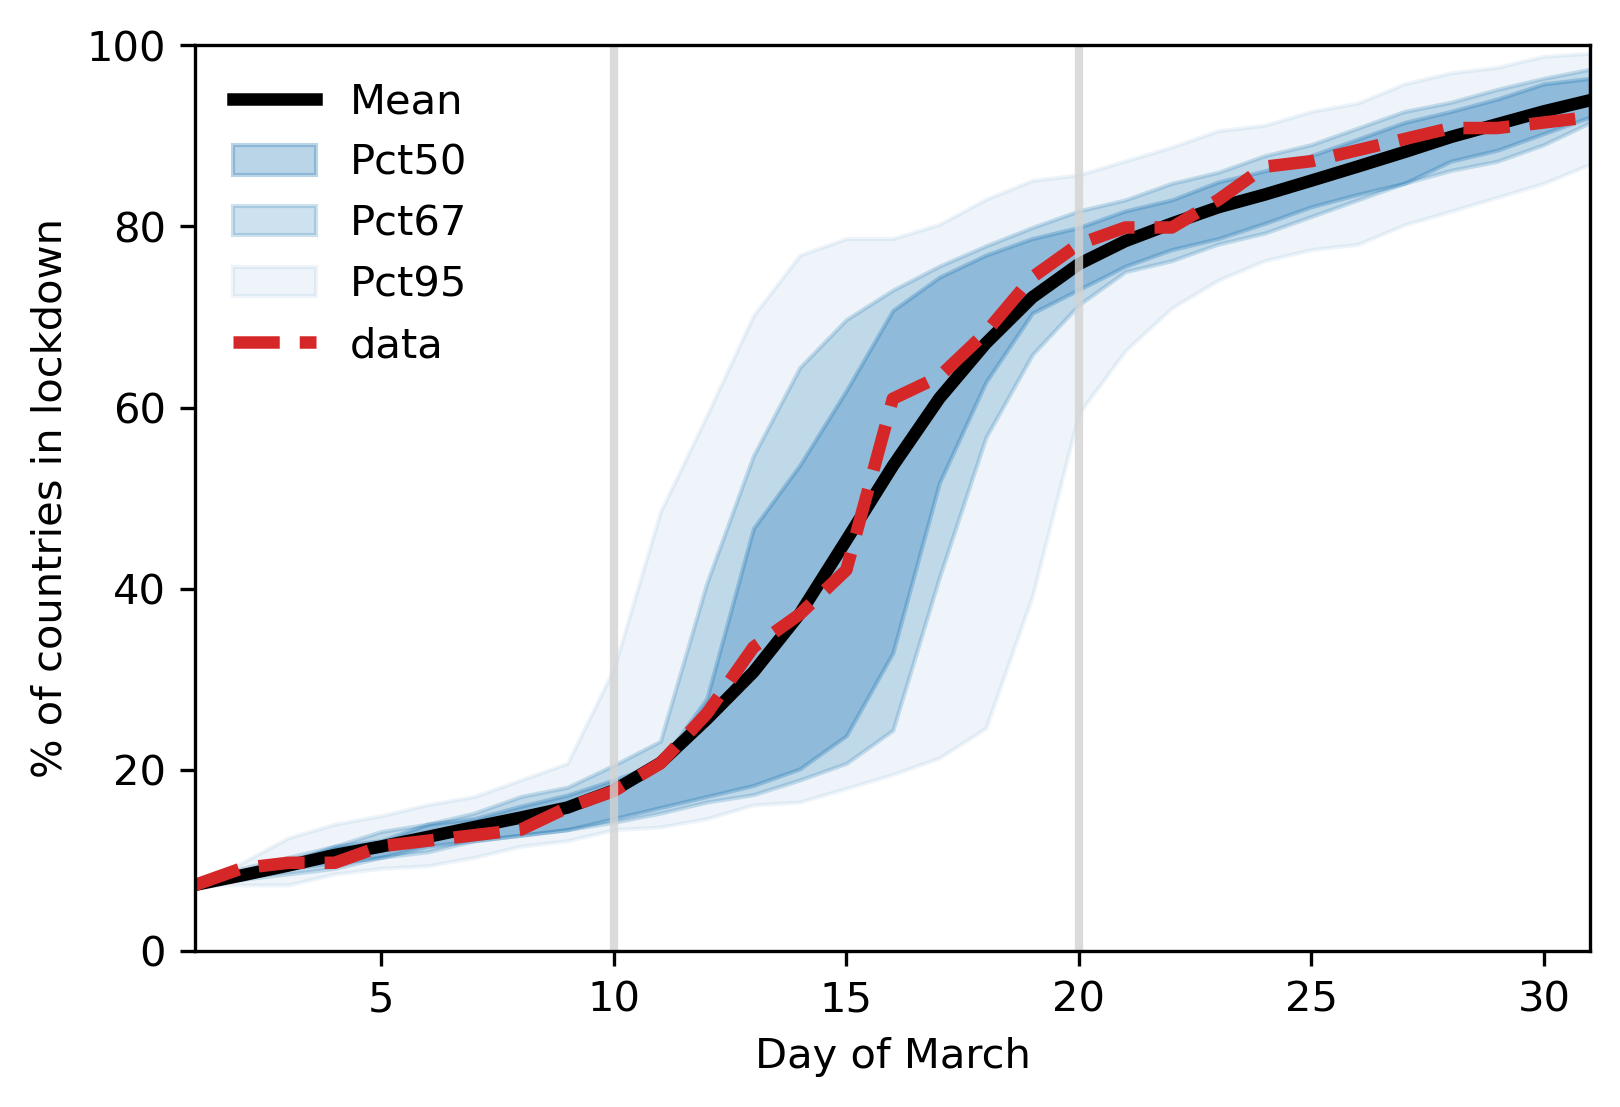 100
80
60
40
20
0
% of countries in lockdown
Mean
Pct50
Pct67
Pct95
data
5 10 15 20 25 30
Day of March